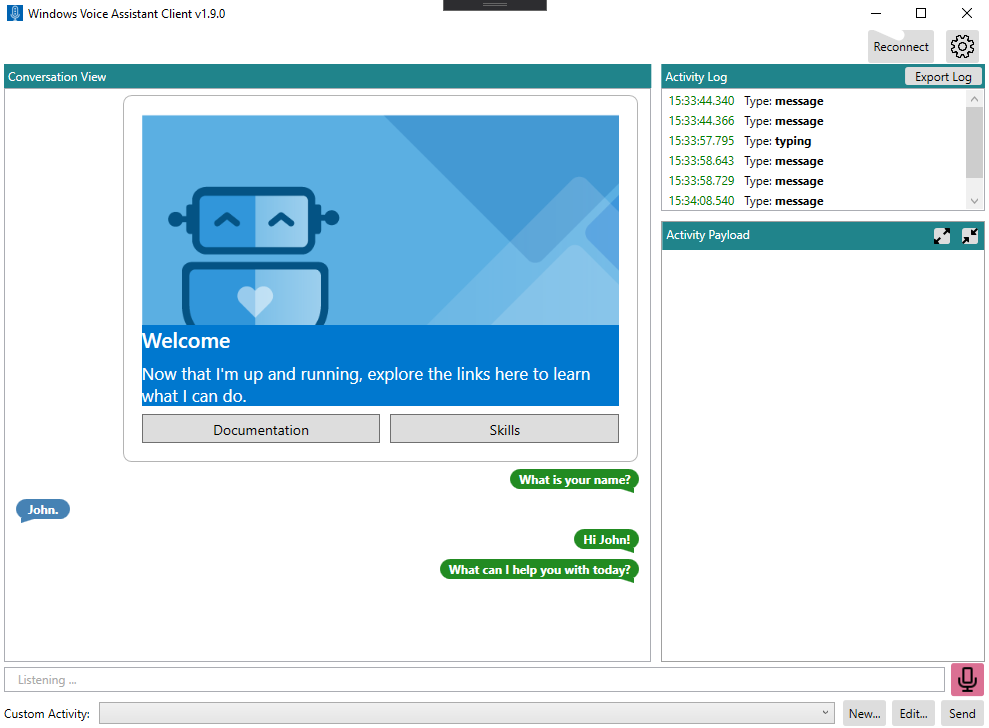 Windows Voice Assistant Client v1.9.0
Reconnect
Conversation View
Welcome
Now that I'm up and running, explore the links here to learn
what I can do.
Documentation
Skills
What is your name?
John.
Hi John!
What can I help you with today?
Activity Log
Export Log
15:33:44.340 Type: message
15:33:44.366 Type: message
15:33:57.795 Type: typing
15:33:58.643 Type: message
15:33:58.729 Type: message
15:34:08.540 Type: message
Activity Payload
Listening ...
Custom Activity:
New...
Edit...
Send